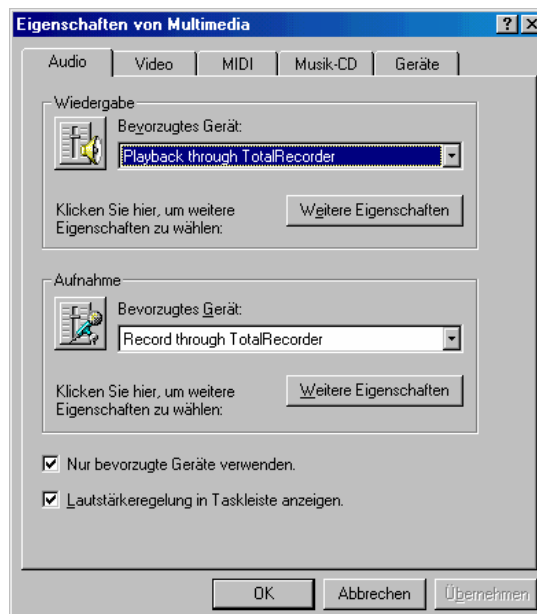 Eigenschaften von Multimedia
Audio Video MIDI Musik-CD Geräte
Wiedergabe
Bevorzugtes Gerät:
Playback through TotalRecorder
Klicken Sie hier, um weitere
Eigenschaften zu wählen:
Weitere Eigenschaften
Aufnahme
Bevorzugtes Gerät:
Record through TotalRecorder
Klicken Sie hier, um weitere
Eigenschaften zu wählen:
Weitere Eigenschaften
Nur bevorzugte Geräte verwenden.
Lautstärkeregelung in Taskleiste anzeigen.
OK Abbrechen Übernehmen